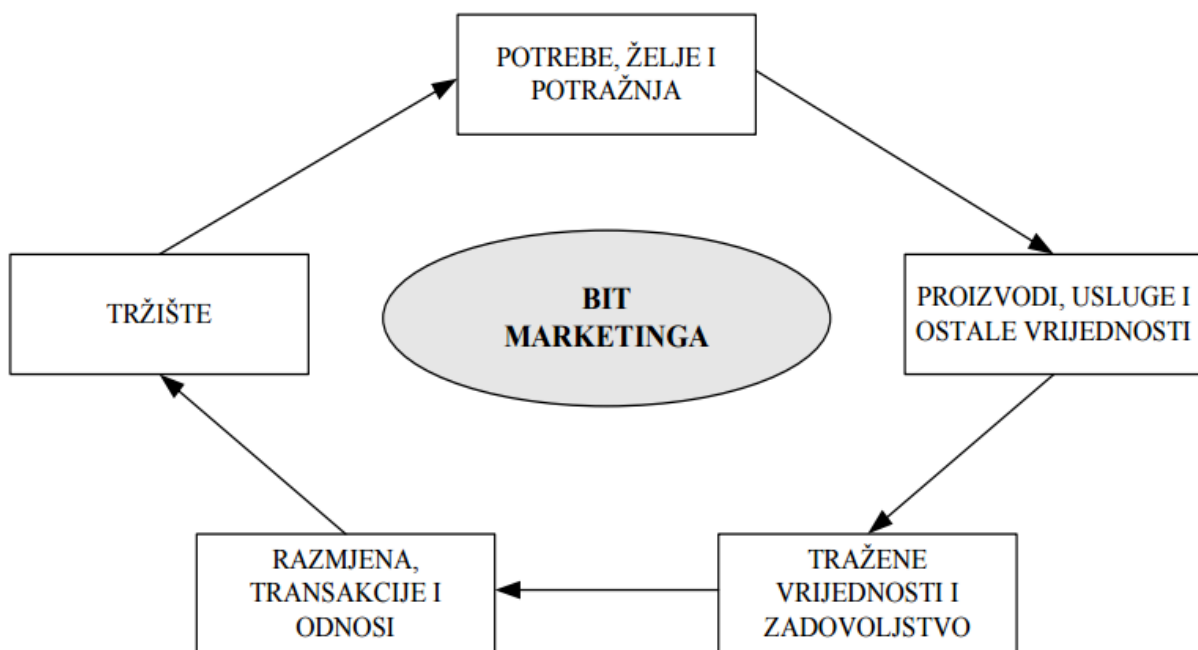 POTREBE, ŽELJE I
POTRAŽNJA
TRŽIŠTE
BIT
MARKETINGA
PROIZVODI, USLUGE I
OSTALE VRIJEDNOSTI
RAZMJENA,
TRANSAKCIJE I
ODNOSI
TRAŽENE
VRIJEDNOSTI I
ZADOVOLJSTVO